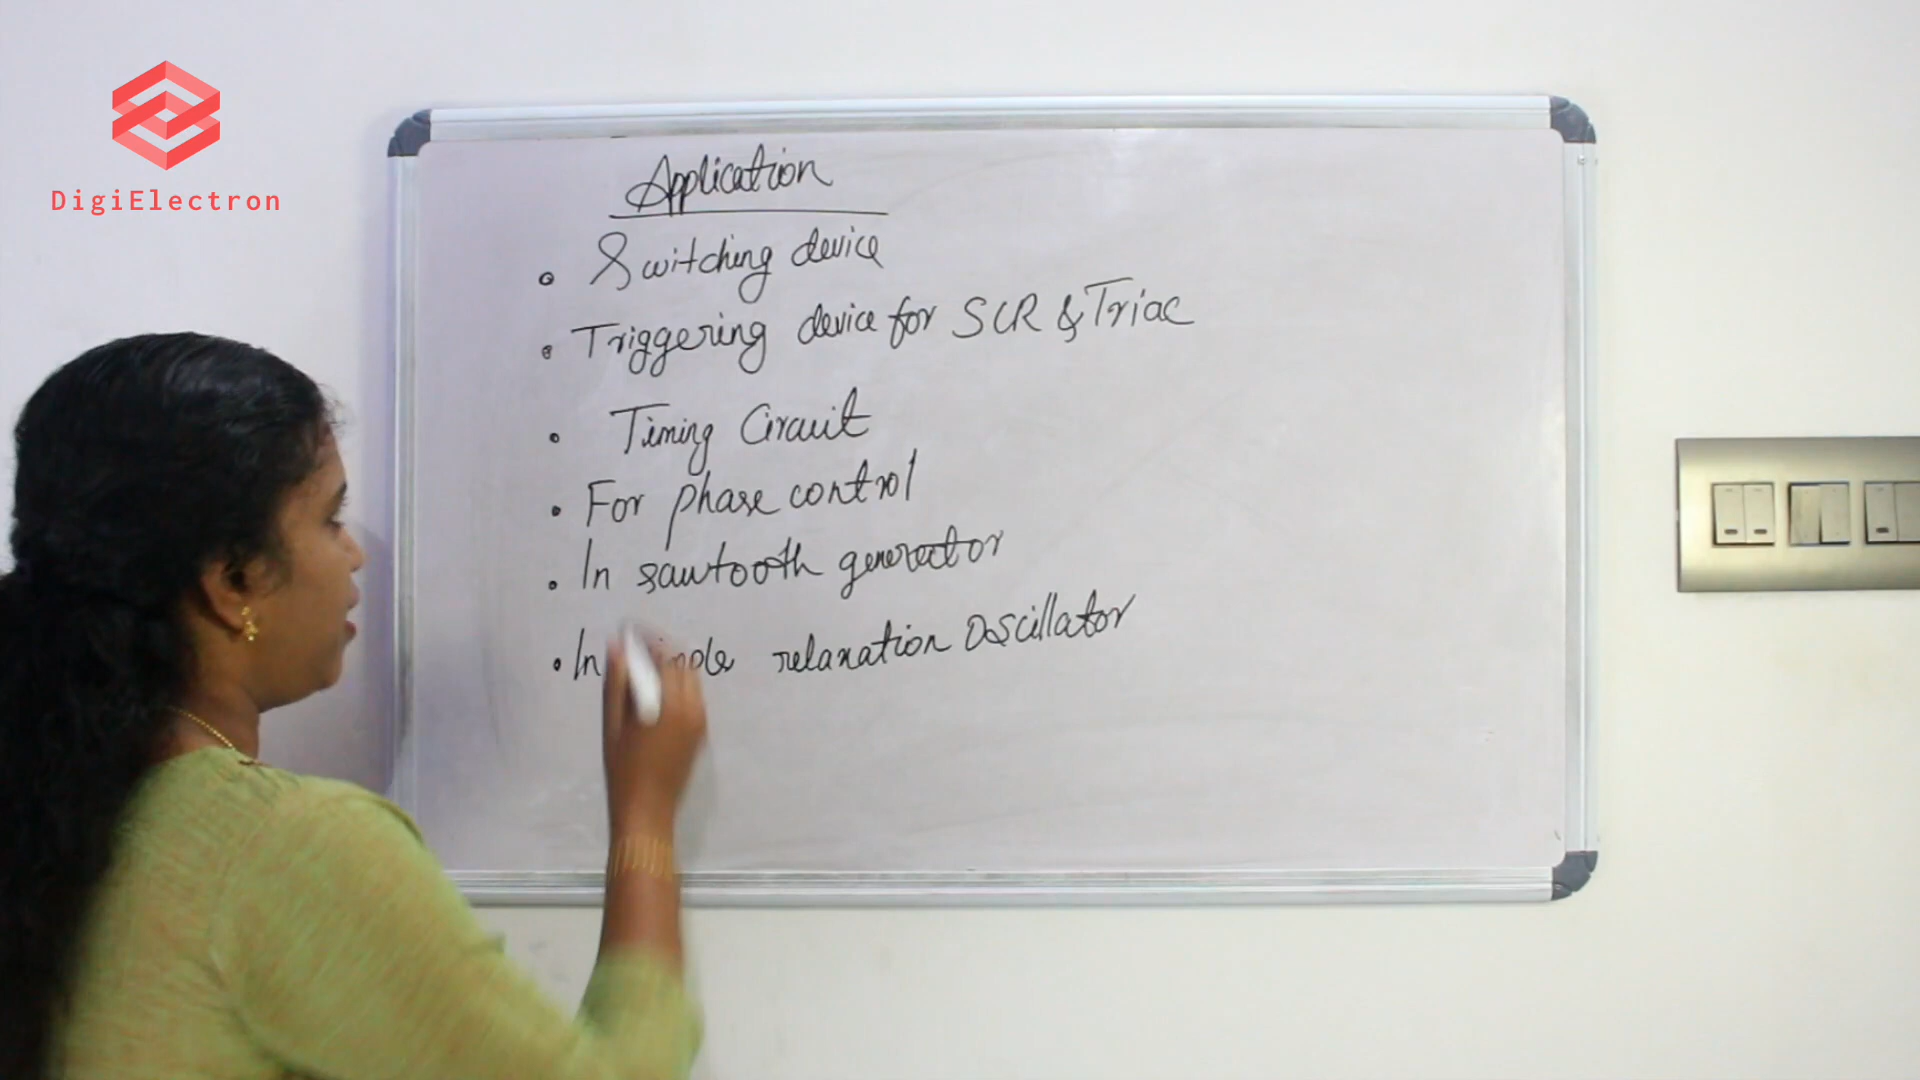 DigiElectron
Application
• Switching device
• Triggering device for SCR & Triac
• Timing Circuit
• For phase control
• In sawtooth generator
• In relaxation Oscillator